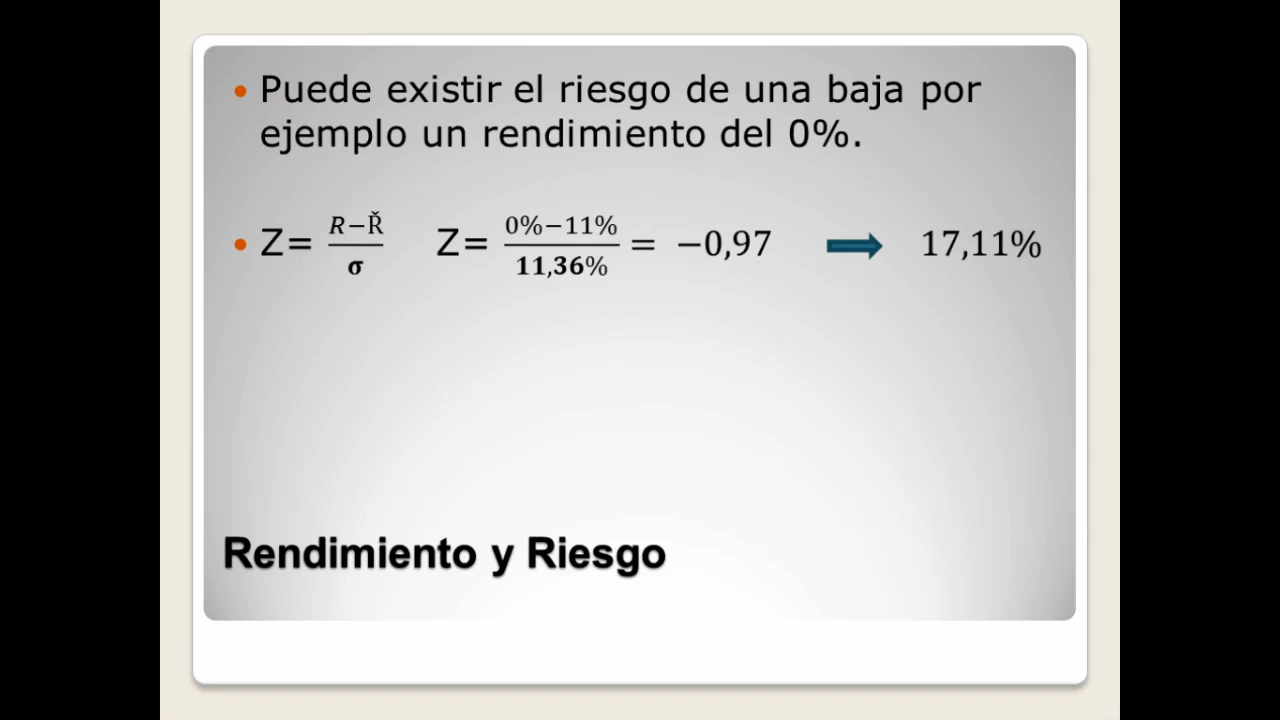 • Puede existir el riesgo de una baja por
ejemplo un rendimiento del 0%.
• Z= (R−Ř)/σ Z= (0%−11%)/(11,36%) = −0,97 ➡ 17,11%
Rendimiento y Riesgo